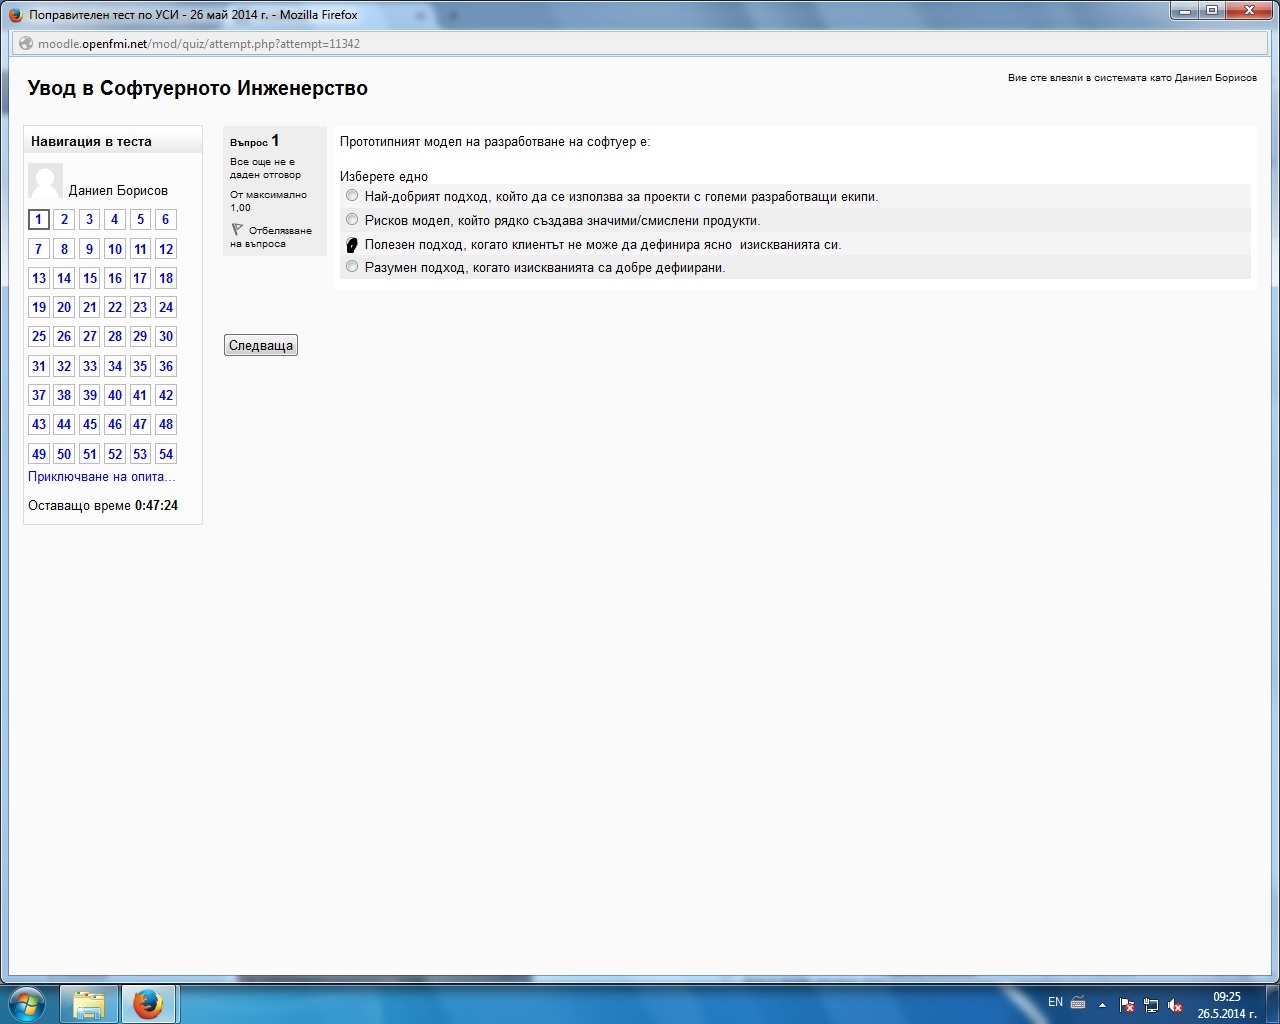 Поправителен тест по УСИ - 26 май 2014 г. - Mozilla Firefox
moodle.openfmi.net/mod/quiz/attempt.php?attempt=11342
Увод в Софтуерното Инженерство
Вие сте влезли в системата като Даниел Борисов
Навигация в теста
Даниел Борисов
1 2 3 4 5 6
7 8 9 10 11 12
13 14 15 16 17 18
19 20 21 22 23 24
25 26 27 28 29 30
31 32 33 34 35 36
37 38 39 40 41 42
43 44 45 46 47 48
49 50 51 52 53 54
Приключване на опита...
Оставащо време 0:47:24
Въпрос 1
Все още не е
даден отговор
От максимално
1,00
Отбелязване
на въпроса
Прототипният модел на разработване на софтуер е:
Изберете едно
Най-добрият подход, който да се използва за проекти с големи разработващи екипи.
Рисков модел, който рядко създава значими/смислени продукти.
Полезен подход, когато клиентът не може да дефинира ясно  изискванията си.
Разумен подход, когато изискванията са добре дефиирани.
Следваща
EN
09:25
26.5.2014 г.